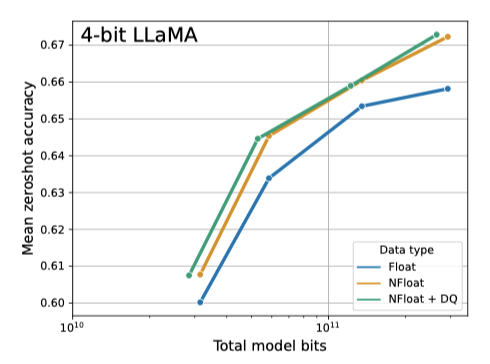 4-bit LLaMA
Mean zeroshot accuracy
0.67
0.66
0.65
0.64
0.63
0.62
0.61
0.60
Data type
Float
NFloat
NFloat + DQ
10^10
10^11
Total model bits